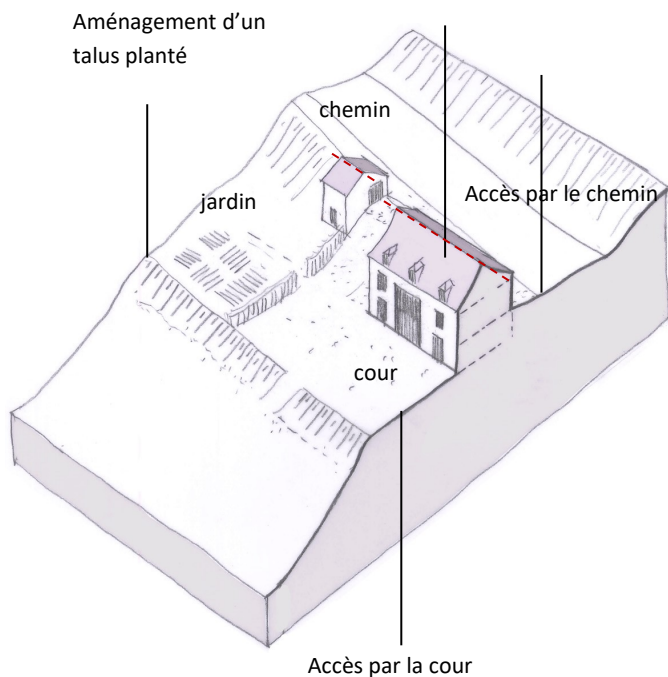 Aménagement d’un
talus planté
chemin
Accès par le chemin
jardin
cour
Accès par la cour